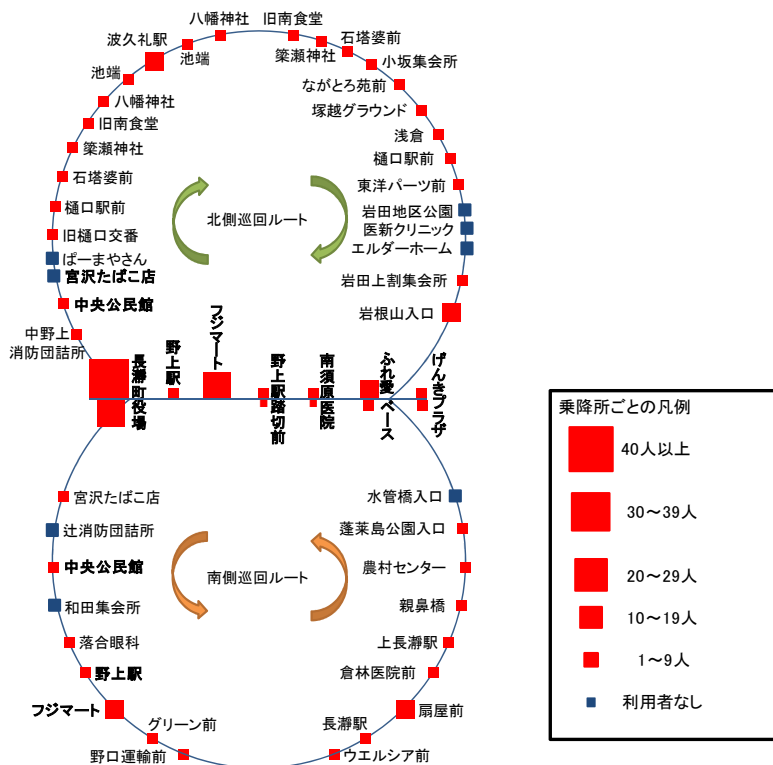 八幡神社
旧南食堂
波久礼駅
池端
簗瀬神社
石塔婆前
小坂集会所
池端
ながとろ苑前
八幡神社
塚越グラウンド
旧南食堂
浅倉
簗瀬神社
樋口駅前
石塔婆前
東洋パーツ前
樋口駅前
北側巡回ルート
岩田地区公園
旧樋口交番
医新クリニック
ぱーまやさん
エルダーホーム
宮沢たばこ店
岩田上割集会所
中央公民館
岩根山入口
中野上
消防団詰所
長瀞町役場
野上駅
フジマート
野上駅踏切前
南須原医院
ふれ愛ベース
げんきプラザ
乗降所ごとの凡例
40人以上
30~39人
20~29人
10~19人
1~9人
利用者なし
宮沢たばこ店
水管橋入口
辻消防団詰所
蓬莱島公園入口
中央公民館
南側巡回ルート
農村センター
和田集会所
親鼻橋
落合眼科
上長瀞駅
野上駅
倉林医院前
フジマート
扇屋前
グリーン前
長瀞駅
野口運輸前
ウエルシア前